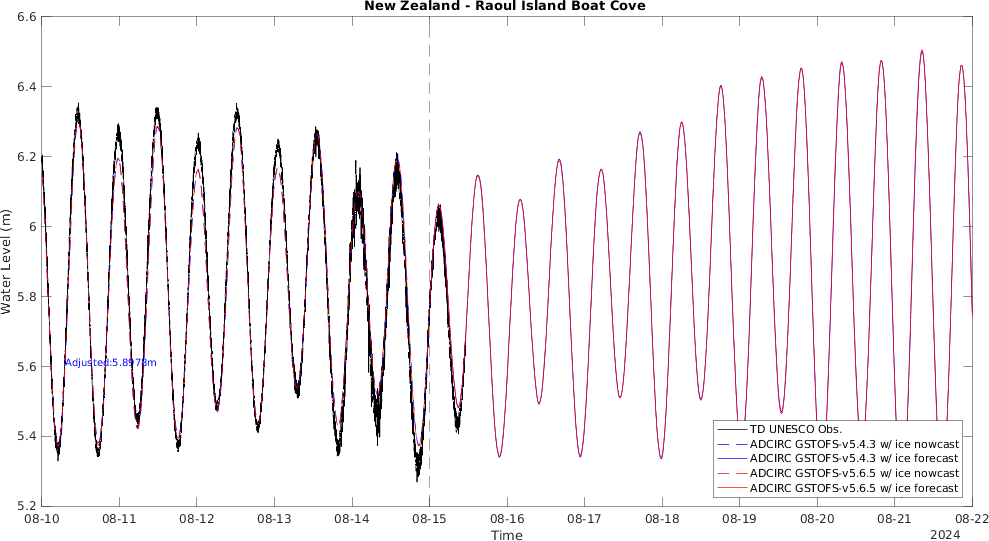 New Zealand - Raoul Island Boat Cove
6.6
6.4
6.2
6
5.8
5.6
5.4
5.2
Water Level (m)
Adjusted:5.8978m
TD UNESCO Obs.
ADCIRC GSTOFS-v5.4.3 w/ ice nowcast
ADCIRC GSTOFS-v5.4.3 w/ ice forecast
ADCIRC GSTOFS-v5.6.5 w/ ice nowcast
ADCIRC GSTOFS-v5.6.5 w/ ice forecast
08-10 08-11 08-12 08-13 08-14 08-15 08-16 08-17 08-18 08-19 08-20 08-21 08-22
Time
2024